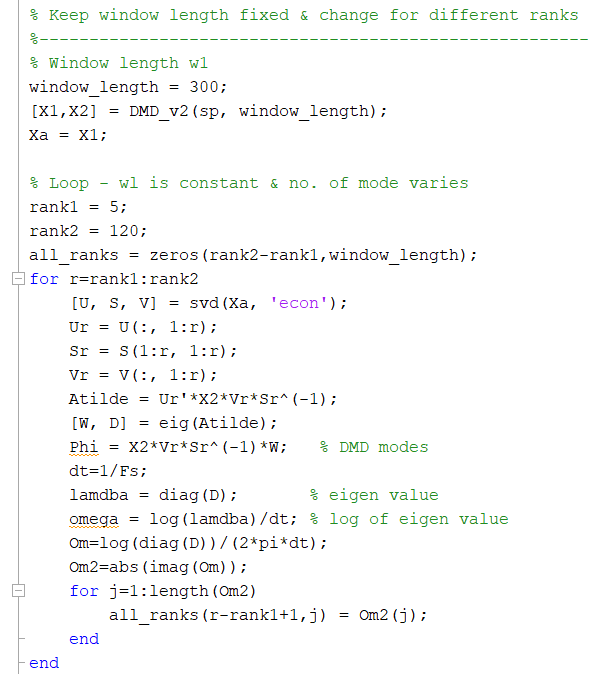 % Keep window length fixed & change for different ranks
%-------------------------------------------------------
% Window length w1
window_length = 300;
[X1,X2] = DMD_v2(sp, window_length);
Xa = X1;
% Loop - wl is constant & no. of mode varies
rank1 = 5;
rank2 = 120;
all_ranks = zeros(rank2-rank1,window_length);
for r=rank1:rank2
    [U, S, V] = svd(Xa, 'econ');
    Ur = U(:, 1:r);
    Sr = S(1:r, 1:r);
    Vr = V(:, 1:r);
    Atilde = Ur'*X2*Vr*Sr^(-1);
    [W, D] = eig(Atilde);
    Phi = X2*Vr*Sr^(-1)*W;   % DMD modes
    dt=1/Fs;
    lamdba = diag(D);       % eigen value
    omega = log(lamdba)/dt; % log of eigen value
    Om=log(diag(D))/(2*pi*dt);
    Om2=abs(imag(Om));
    for j=1:length(Om2)
        all_ranks(r-rank1+1,j) = Om2(j);
    end
end